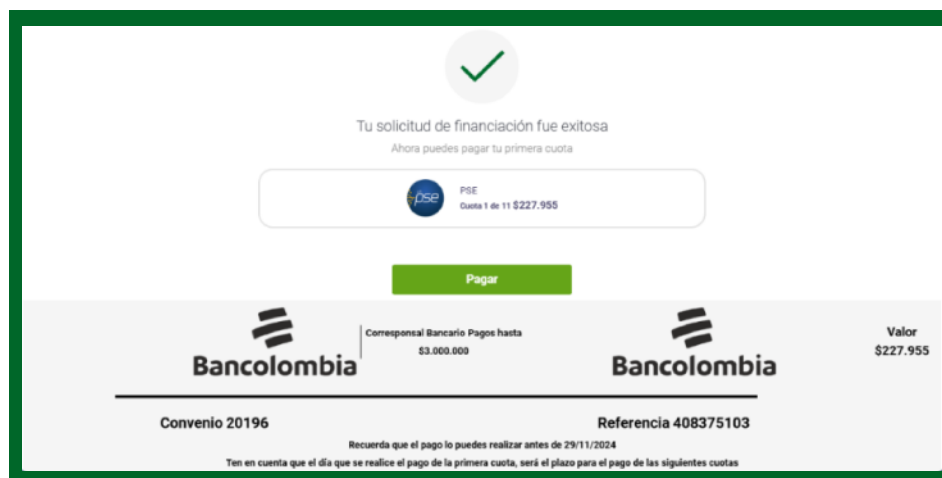 Tu solicitud de financiación fue exitosa
Ahora puedes pagar tu primera cuota
pse
PSE
Cuota 1 de 11 $227.955
Pagar
Bancolombia
Corresponsal Bancario Pagos hasta
$3.000.000
Bancolombia
Valor
$227.955
Convenio 20196
Referencia 408375103
Recuerda que el pago lo puedes realizar antes de 29/11/2024
Ten en cuenta que el día que se realice el pago de la primera cuota, será el plazo para el pago de las siguientes cuotas